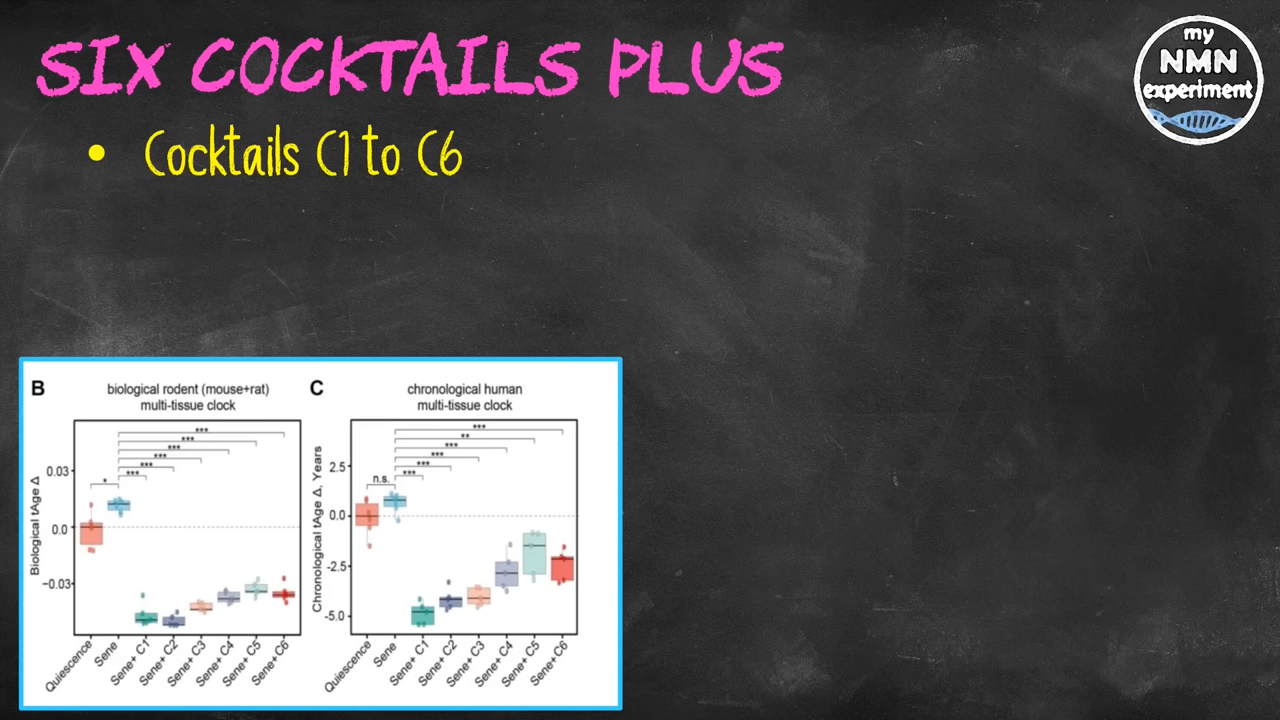 SIX COCKTAILS PLUS
my
NMN
experiment
• Cocktails C1 to C6
B
biological rodent (mouse+rat)
multi-tissue clock
Biological tAge Δ
0.03
0.0
−0.03
*
***
***
***
***
***
***
Quiescence
Sene
Sene+ C1
Sene+ C2
Sene+ C3
Sene+ C4
Sene+ C5
Sene+C6
C
chronological human
multi-tissue clock
Chronological tAge Δ, Years
2.5
0.0
-2.5
-5.0
n.s.
***
**
***
***
***
***
Quiescence
Sene
Sene+ C1
Sene+ C2
Sene+ C3
Sene+ C4
Sene+ C5
Sene+C6